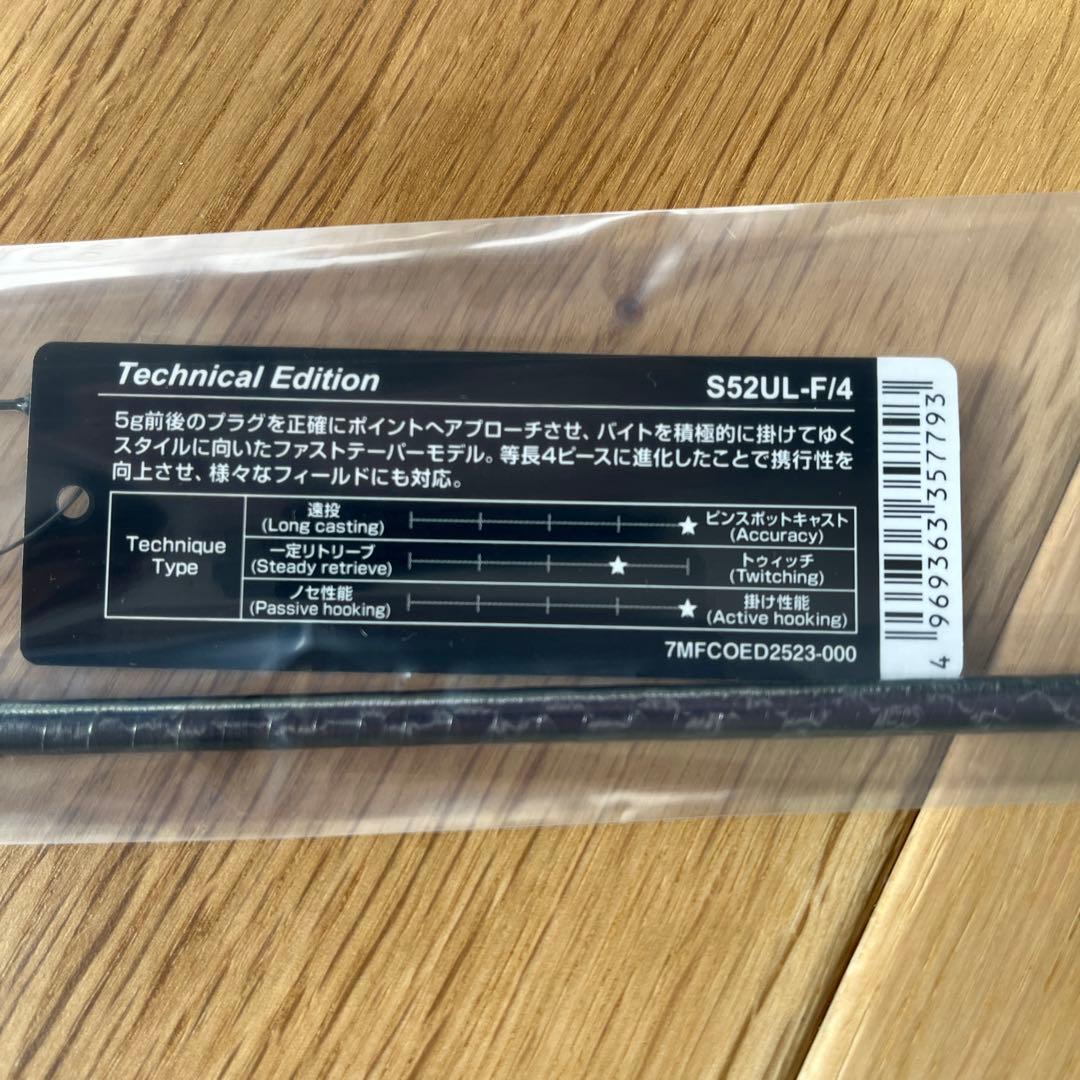 Technical Edition
S52UL-F/4
5g前後のプラグを正確にポイントへアプローチさせ、バイトを積極的に掛けてゆく
スタイルに向いたファストテーパーモデル。等長4ピースに進化したことで携行性を
向上させ、様々なフィールドにも対応。
Technique
Type
遠投
(Long casting)
ピンスポットキャスト
(Accuracy)
一定リトリーブ
(Steady retrieve)
トゥィッチ
(Twitching)
ノセ性能
(Passive hooking)
掛け性能
(Active hooking)
7MFCOED2523-000
4 969363 357793